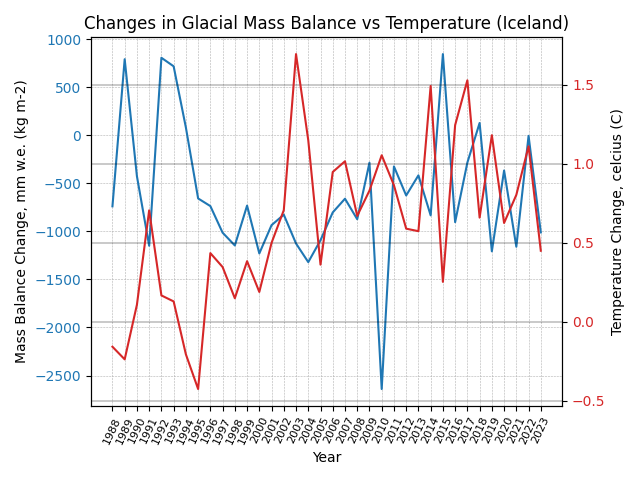 Changes in Glacial Mass Balance vs Temperature (Iceland)
1000
500
0
−500
−1000
−1500
−2000
−2500
Mass Balance Change, mm w.e. (kg m-2)
1.5
1.0
0.5
0.0
−0.5
Temperature Change, celcius (C)
1988 1989 1990 1991 1992 1993 1994 1995 1996 1997 1998 1999 2000 2001 2002 2003 2004 2005 2006 2007 2008 2009 2010 2011 2012 2013 2014 2015 2016 2017 2018 2019 2020 2021 2022 2023
Year